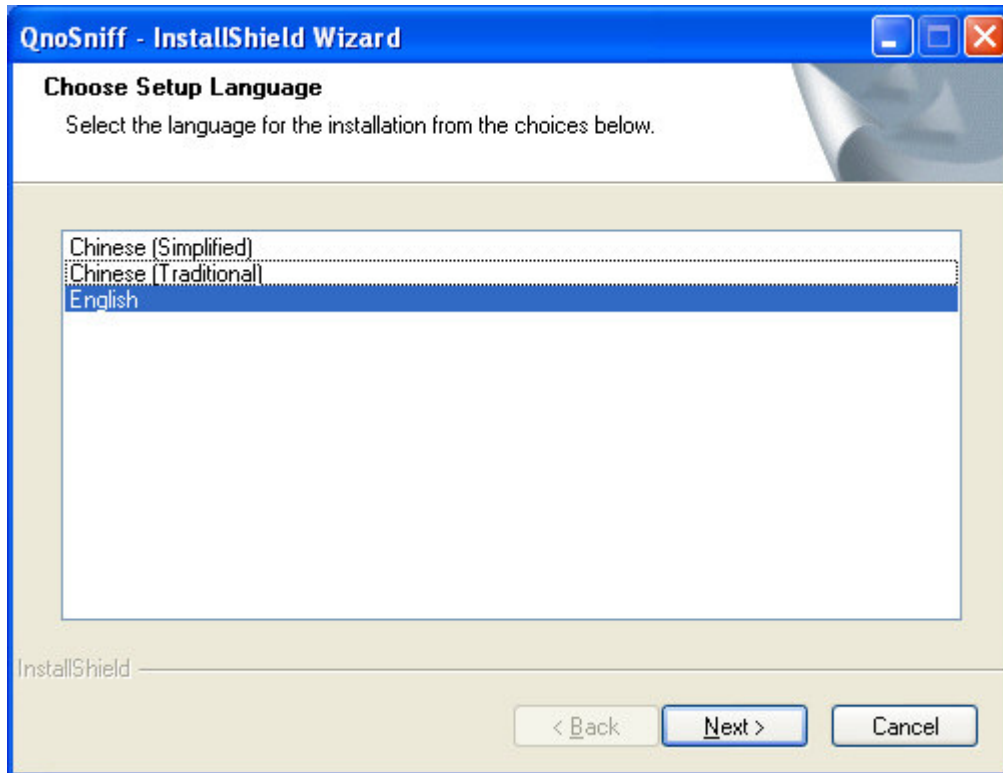 QnoSniff - InstallShield Wizard
Choose Setup Language
Select the language for the installation from the choices below.
Chinese (Simplified)
Chinese (Traditional)
English
InstallShield
< Back Next > Cancel